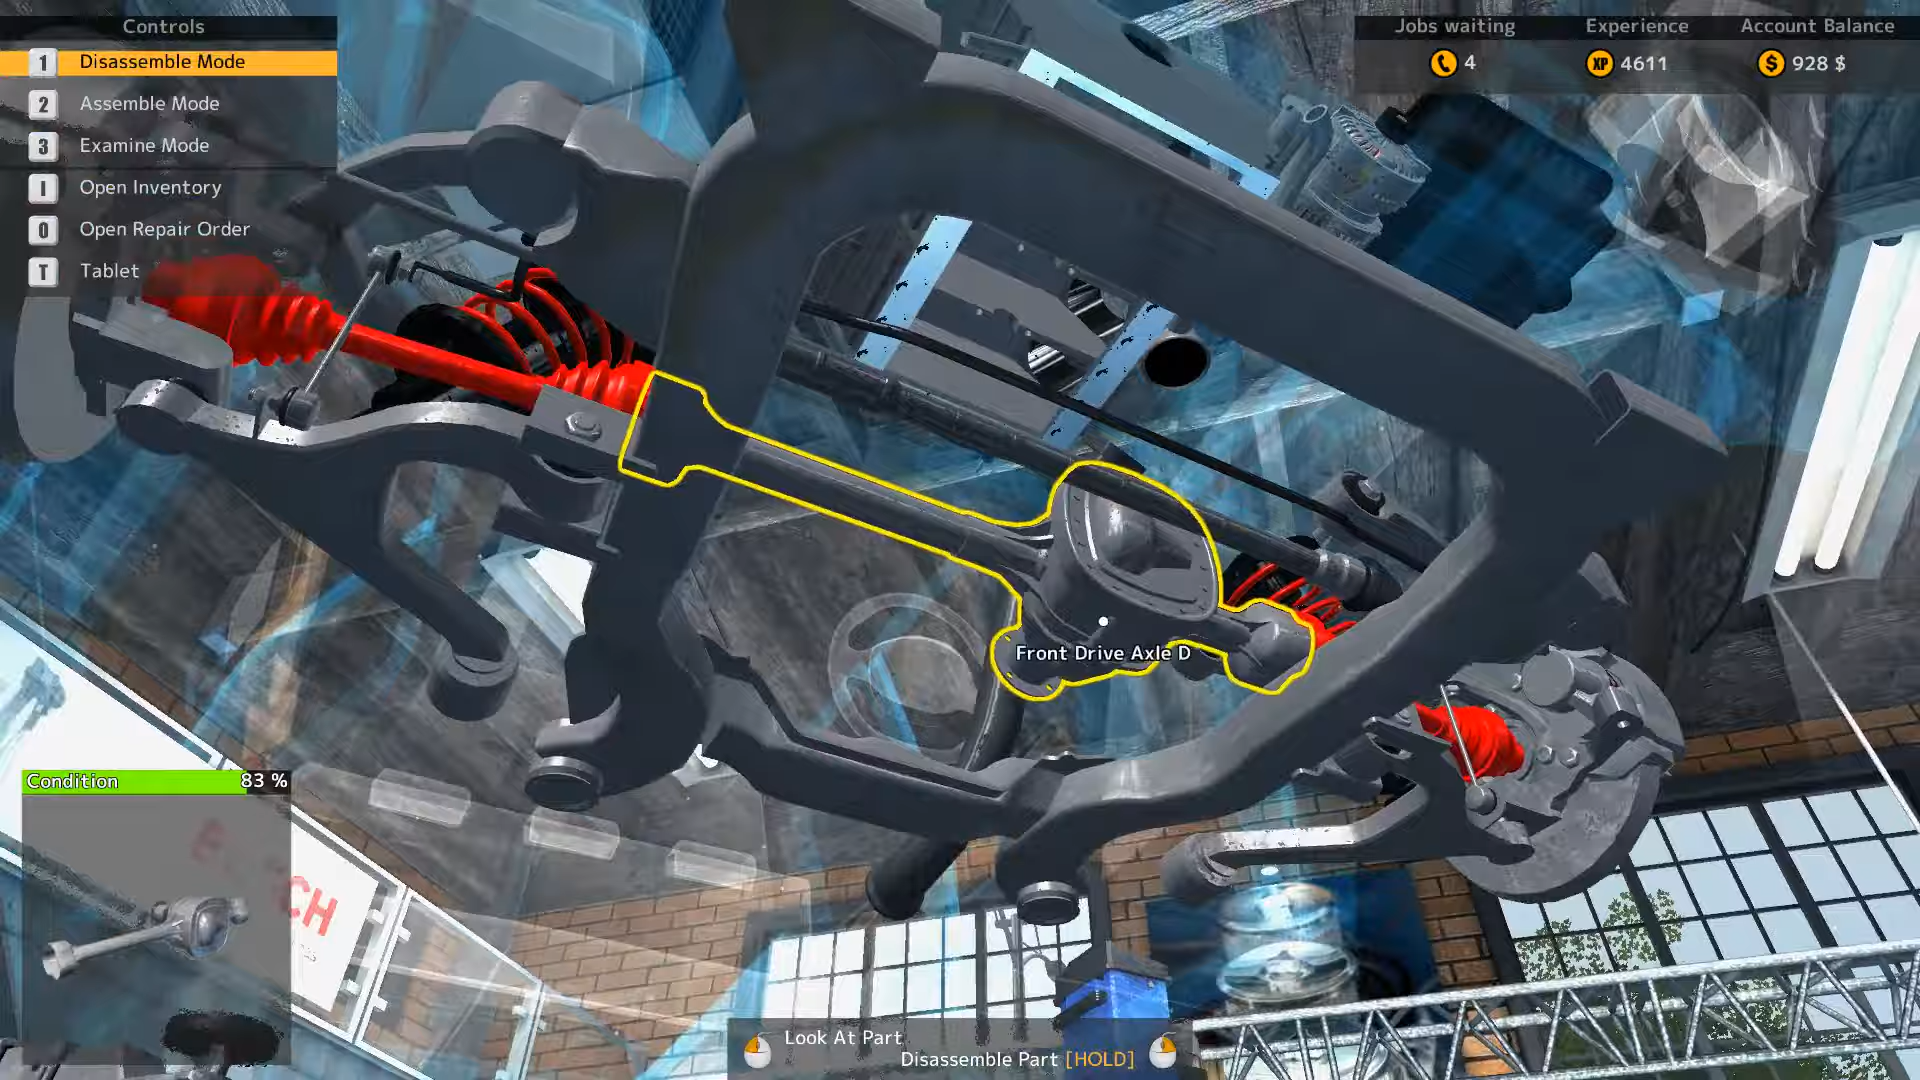 Controls
1 Disassemble Mode
2 Assemble Mode
3 Examine Mode
I Open Inventory
O Open Repair Order
T Tablet
Jobs waiting Experience Account Balance
4 XP 4611 $ 928 $
Front Drive Axle D
Condition 83 %
CH
Look At Part
Disassemble Part [HOLD]